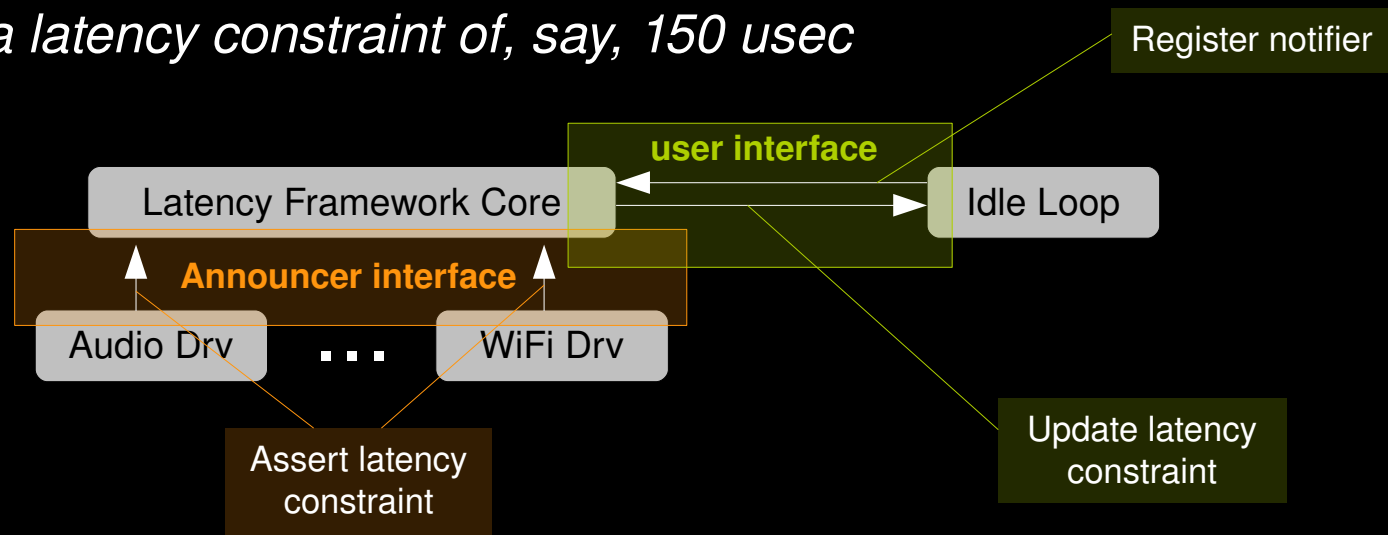 a latency constraint of, say, 150 usec
Register notifier
user interface
Latency Framework Core
Idle Loop
Announcer interface
Audio Drv
...
WiFi Drv
Assert latency
constraint
Update latency
constraint